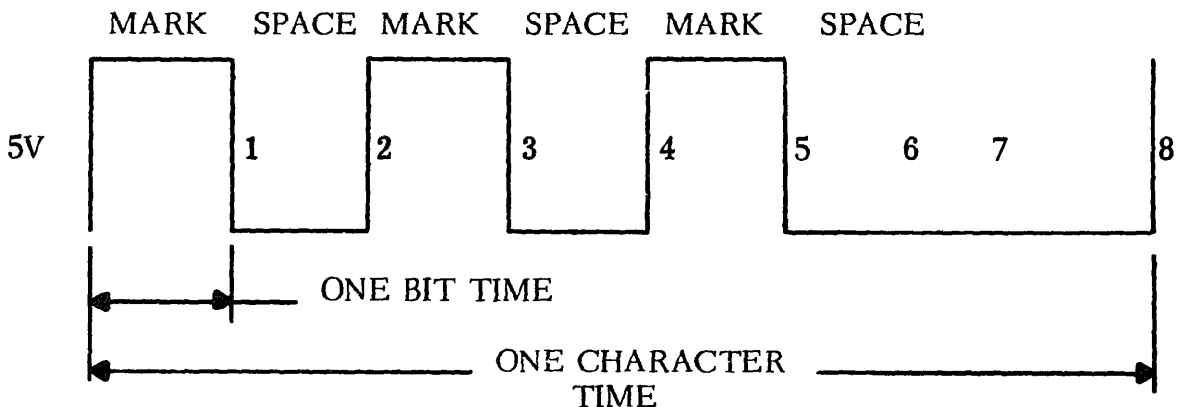 MARK SPACE MARK SPACE MARK SPACE
5V 1 2 3 4 5 6 7 8
ONE BIT TIME
ONE CHARACTER
TIME